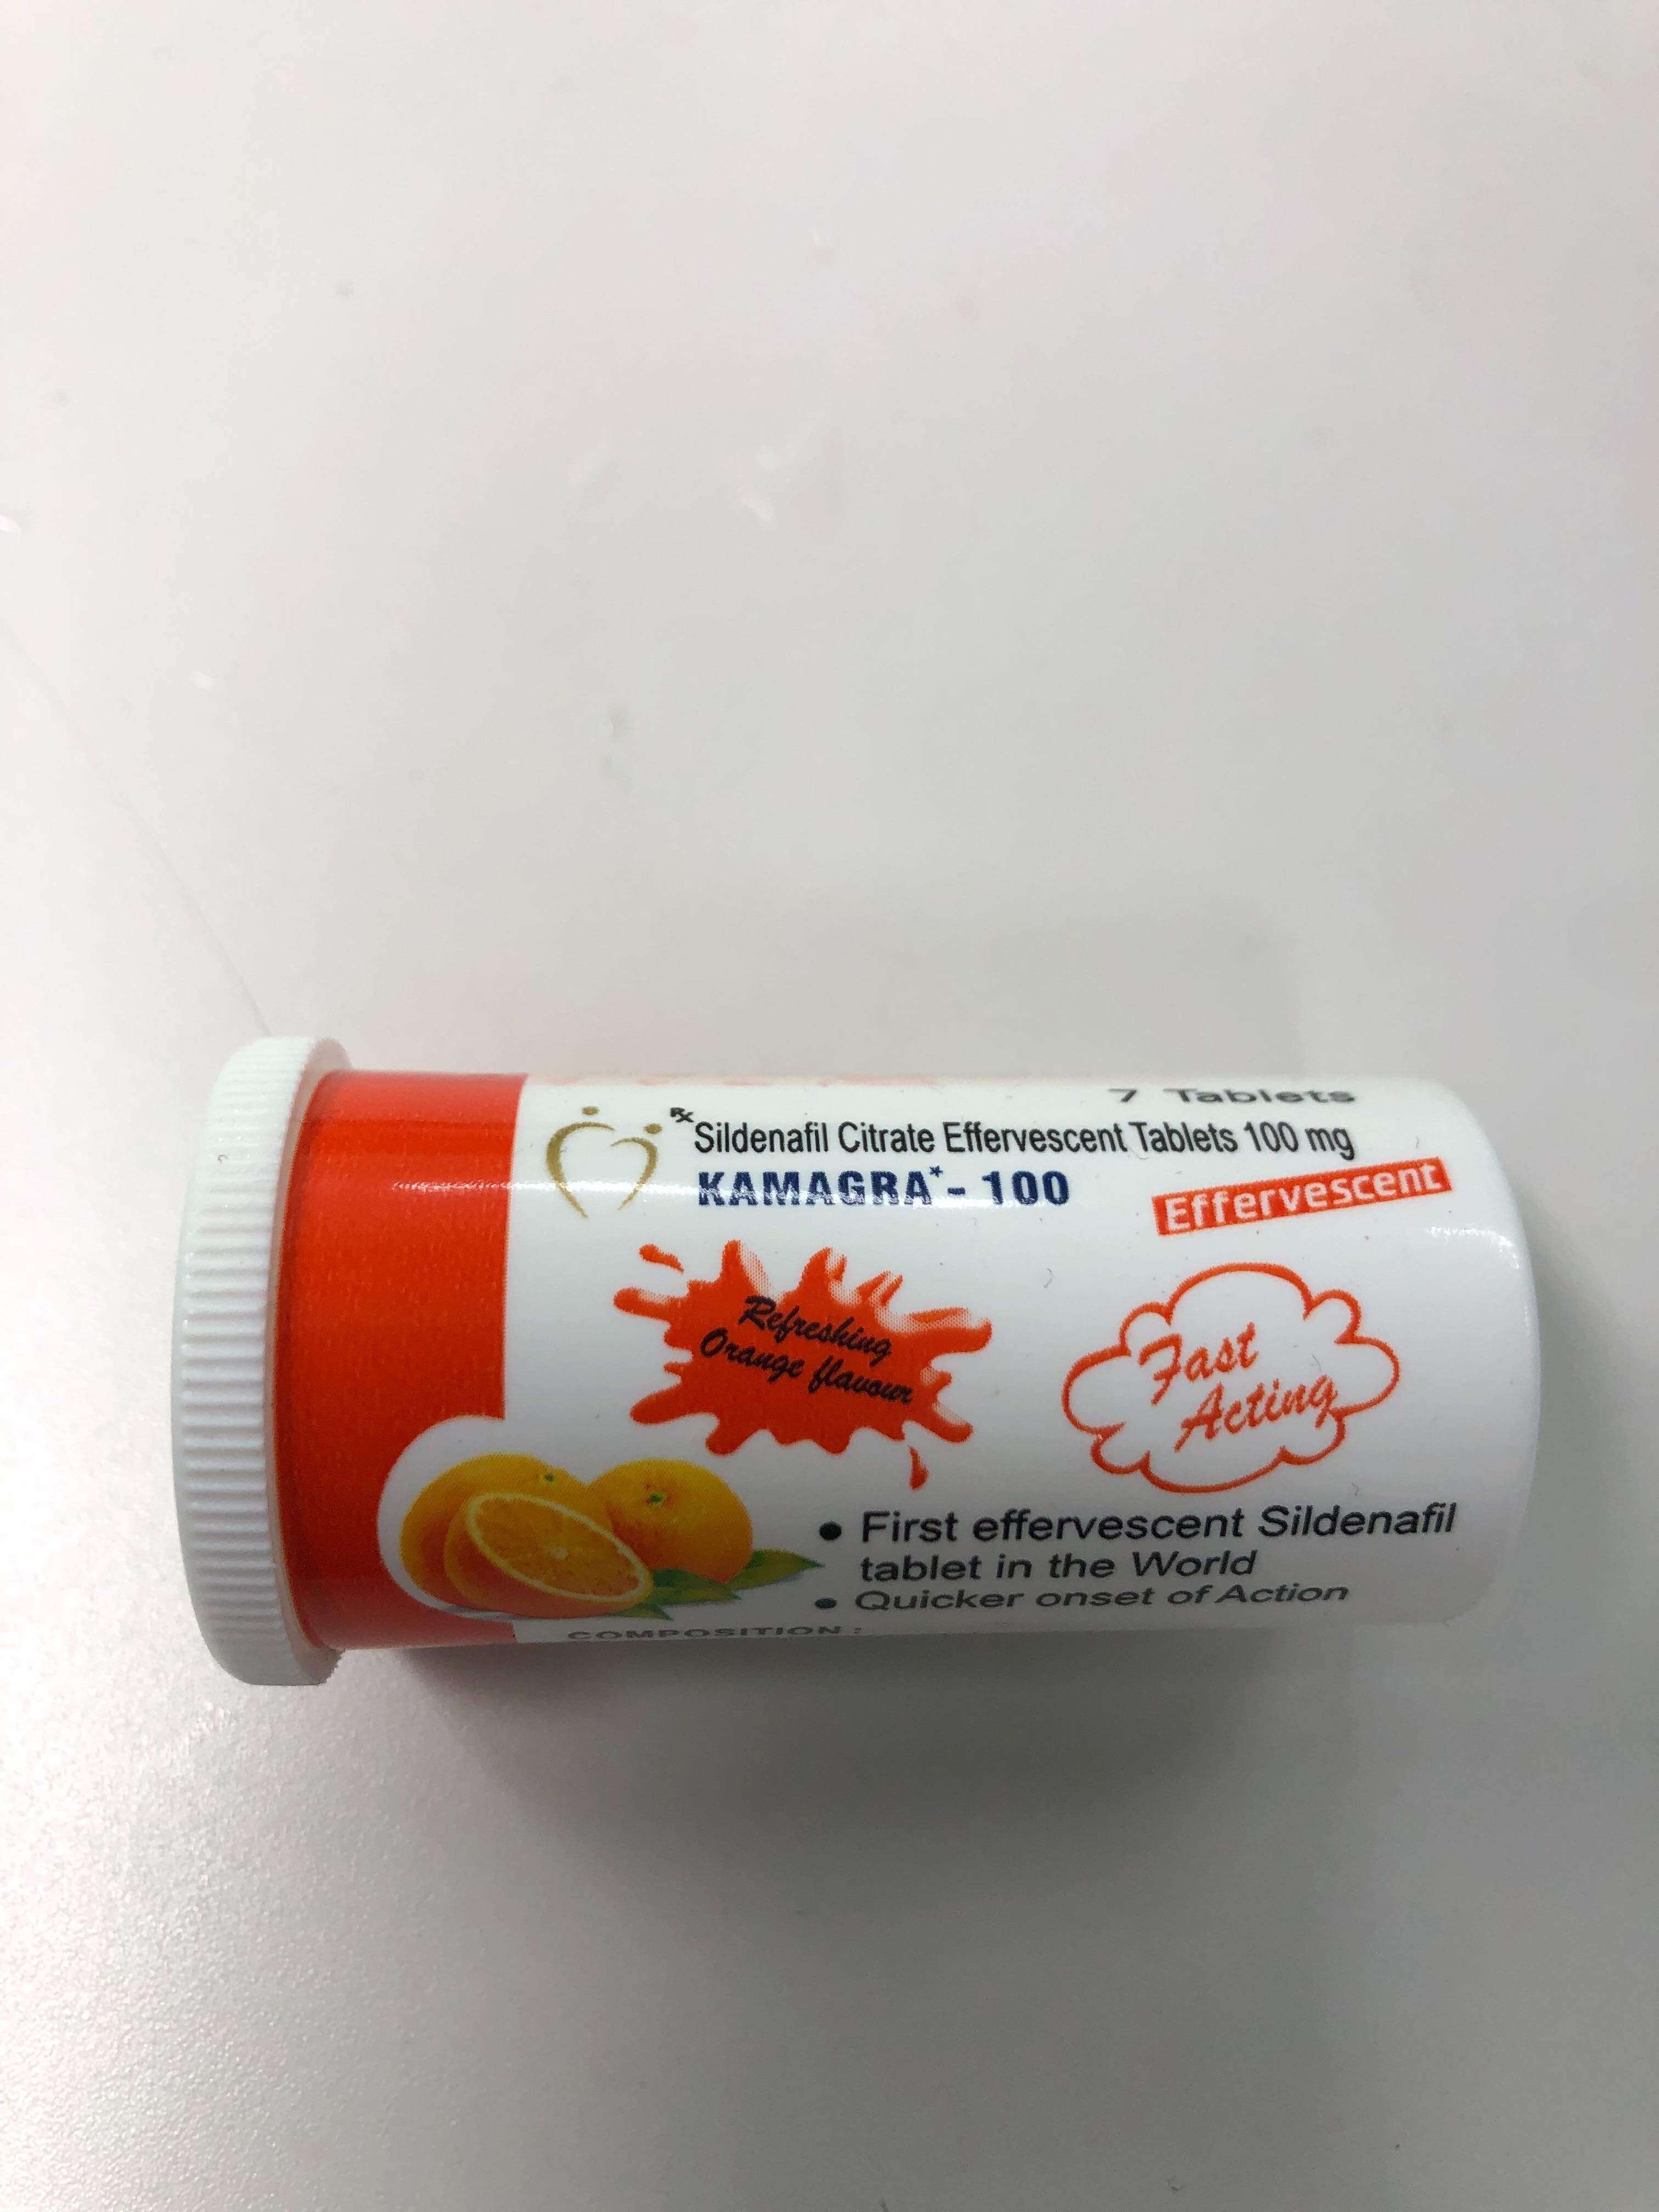 7 Tablets
Rx Sildenafil Citrate Effervescent Tablets 100 mg
KAMAGRA* - 100
Effervescent
Refreshing
Orange flavour
Fast
Acting
• First effervescent Sildenafil
tablet in the World
• Quicker onset of Action
COMPOSITION :